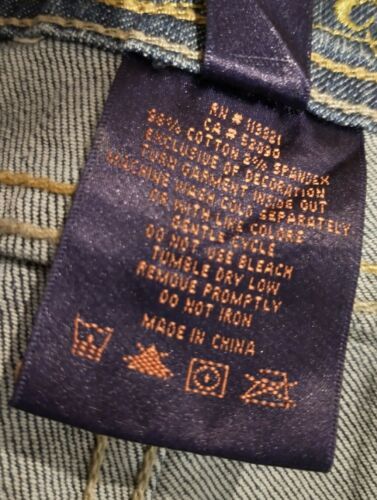 RN # 119921
CA # 52090
98% COTTON 2% SPANDEX
EXCLUSIVE OF DECORATION
TURN GARMENT INSIDE OUT
MACHINE WASH COLD SEPARATELY
OR WITH LIKE COLORS
GENTLE CYCLE
DO NOT USE BLEACH
TUMBLE DRY LOW
REMOVE PROMPTLY
DO NOT IRON
MADE IN CHINA